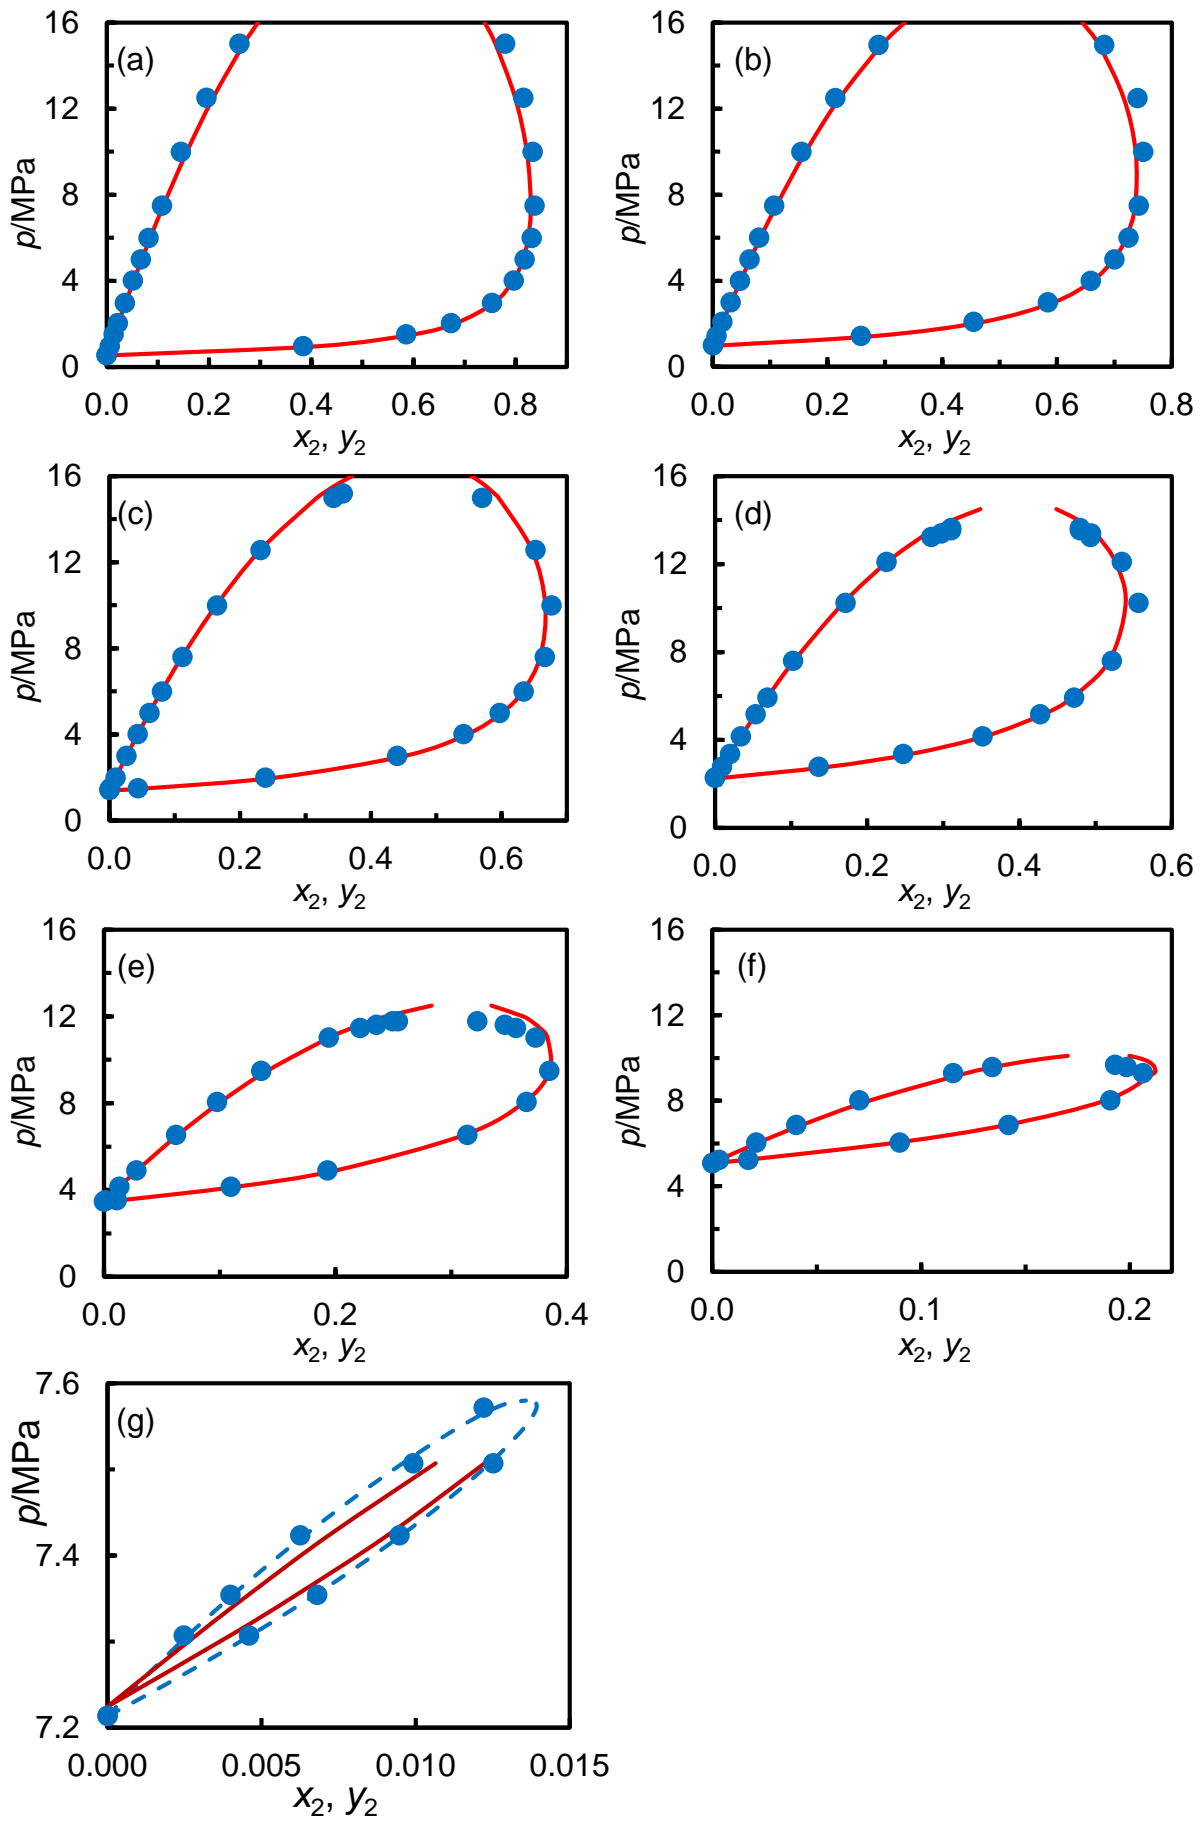 (a)
16
12
8
4
0
p/MPa
0.0 0.2 0.4 0.6 0.8
x₂, y₂
(b)
16
12
8
4
0
p/MPa
0.0 0.2 0.4 0.6 0.8
x₂, y₂
(c)
16
12
8
4
0
p/MPa
0.0 0.2 0.4 0.6
x₂, y₂
(d)
16
12
8
4
0
p/MPa
0.0 0.2 0.4 0.6
x₂, y₂
(e)
16
12
8
4
0
p/MPa
0.0 0.2 0.4
x₂, y₂
(f)
16
12
8
4
0
p/MPa
0.0 0.1 0.2
x₂, y₂
(g)
7.6
7.4
7.2
p/MPa
0.000 0.005 0.010 0.015
x₂, y₂